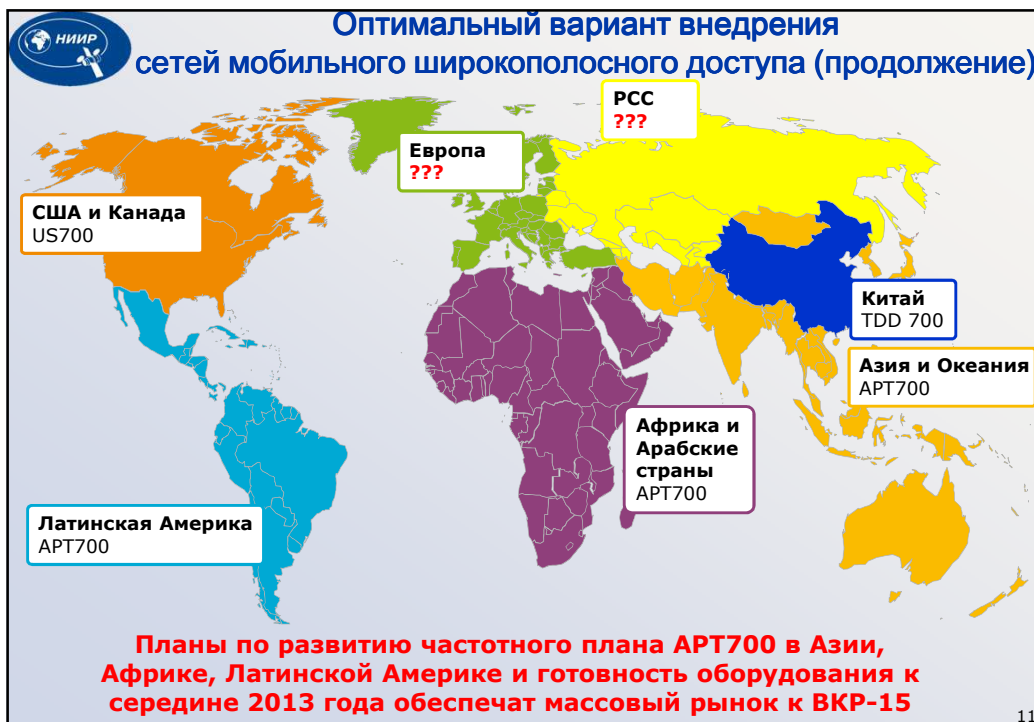 НИИР
Оптимальный вариант внедрения
сетей мобильного широкополосного доступа (продолжение)
РСС
???
Европа
???
США и Канада
US700
Китай
TDD 700
Азия и Океания
APT700
Африка и
Арабские
страны
APT700
Латинская Америка
APT700
Планы по развитию частотного плана APT700 в Азии,
Африке, Латинской Америке и готовность оборудования к
середине 2013 года обеспечат массовый рынок к ВКР-15
11